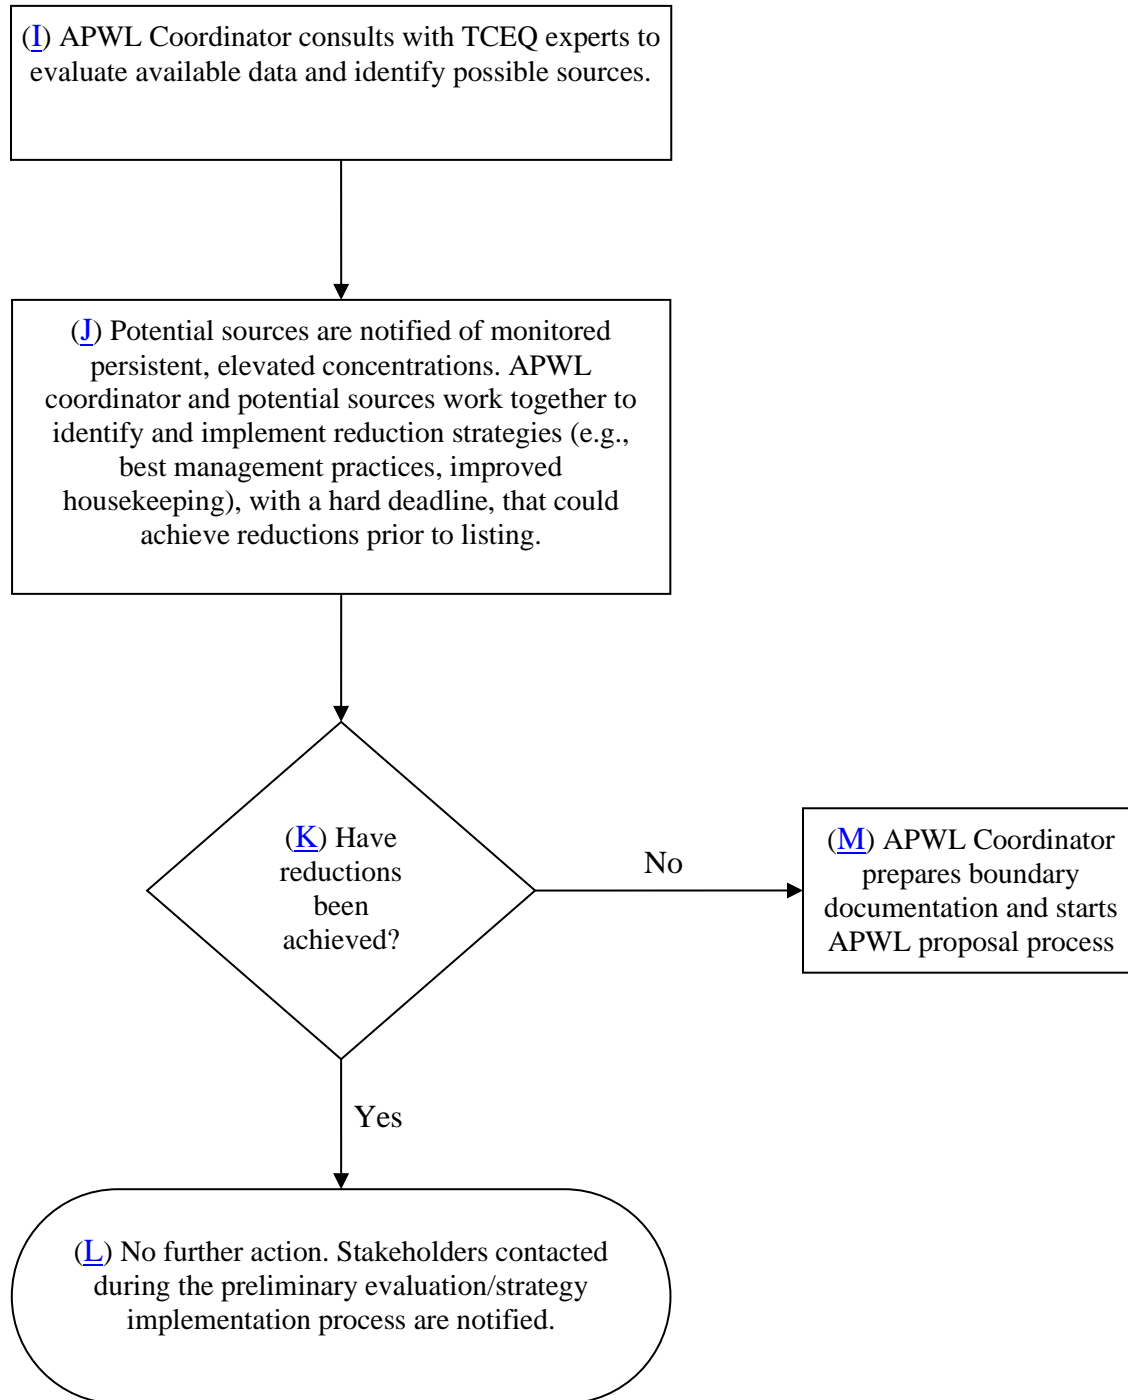 (I) APWL Coordinator consults with TCEQ experts to
evaluate available data and identify possible sources.
(J) Potential sources are notified of monitored
persistent, elevated concentrations. APWL
coordinator and potential sources work together to
identify and implement reduction strategies (e.g.,
best management practices, improved
housekeeping), with a hard deadline, that could
achieve reductions prior to listing.
(K) Have
reductions
been
achieved?
No
(M) APWL Coordinator
prepares boundary
documentation and starts
APWL proposal process
Yes
(L) No further action. Stakeholders contacted
during the preliminary evaluation/strategy
implementation process are notified.